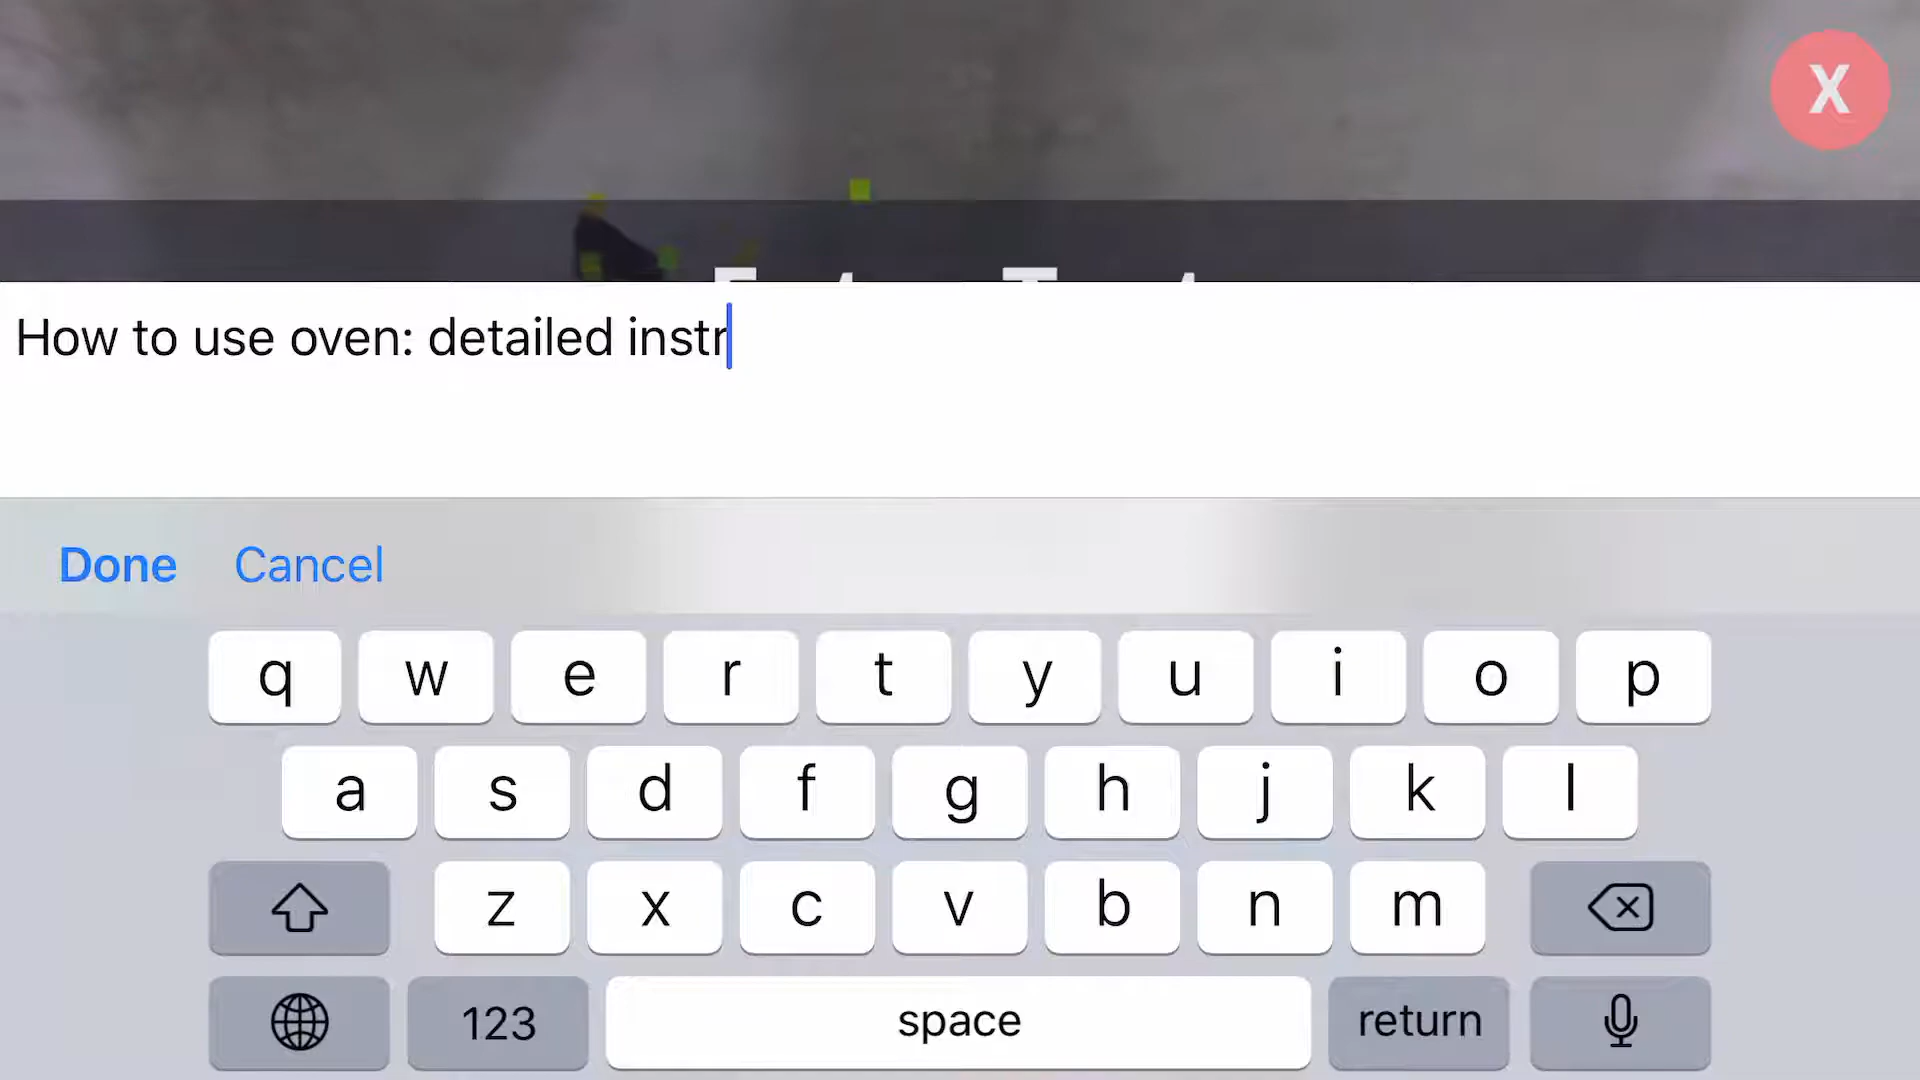 X
How to use oven: detailed instr
Done Cancel
q w e r t y u i o p
a s d f g h j k l
z x c v b n m
123 space return